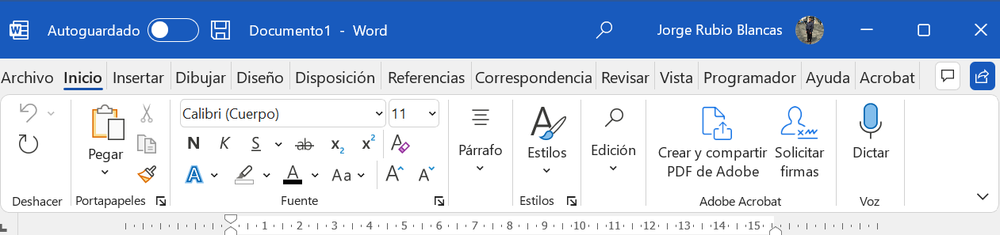 Autoguardado Documento1 - Word Jorge Rubio Blancas
Archivo Inicio Insertar Dibujar Diseño Disposición Referencias Correspondencia Revisar Vista Programador Ayuda Acrobat
Calibri (Cuerpo) 11
N K S ab x₂ x² A
Pegar Párrafo Estilos Edición Crear y compartir PDF de Adobe Solicitar firmas Dictar
A A Aa A A
Deshacer Portapapeles Fuente Estilos Adobe Acrobat Voz
1 2 3 4 5 6 7 8 9 10 11 12 13 14 15